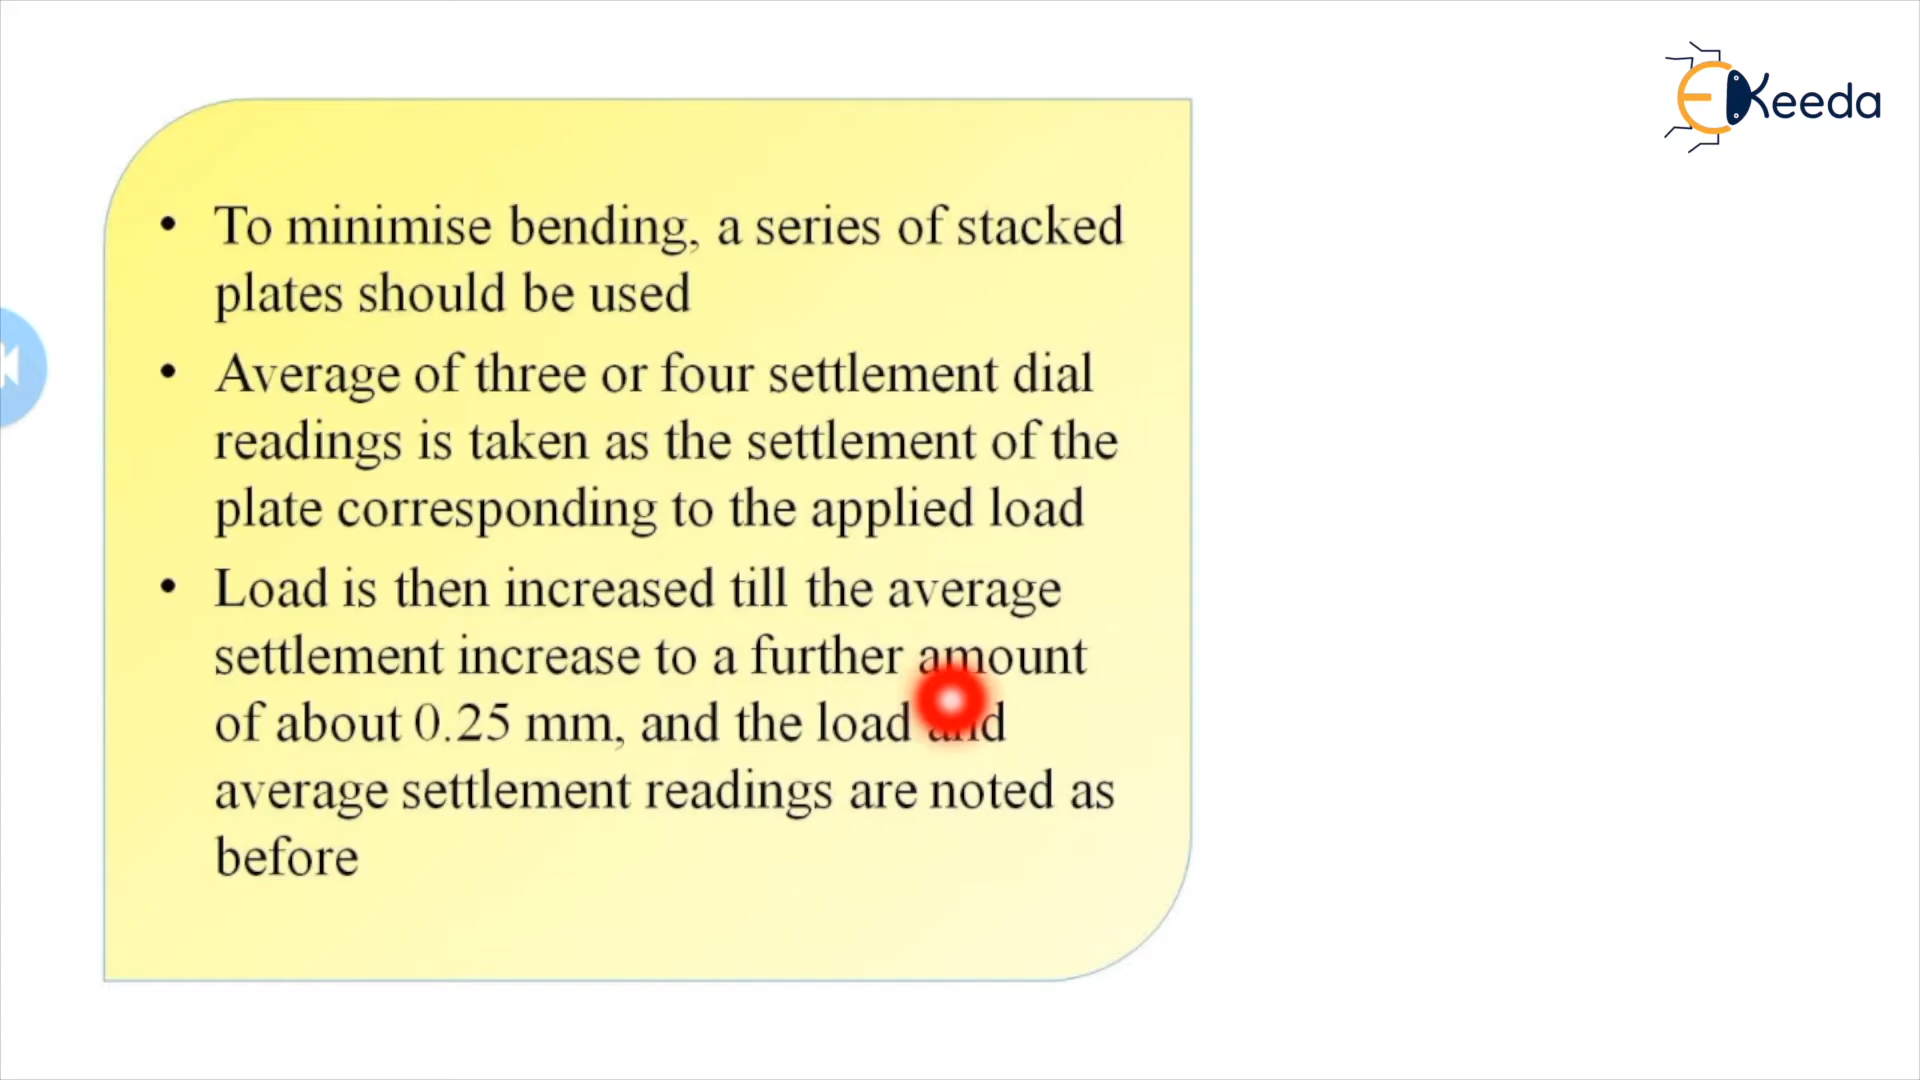 EKeeda
• To minimise bending, a series of stacked
plates should be used
• Average of three or four settlement dial
readings is taken as the settlement of the
plate corresponding to the applied load
• Load is then increased till the average
settlement increase to a further amount
of about 0.25 mm, and the load and
average settlement readings are noted as
before